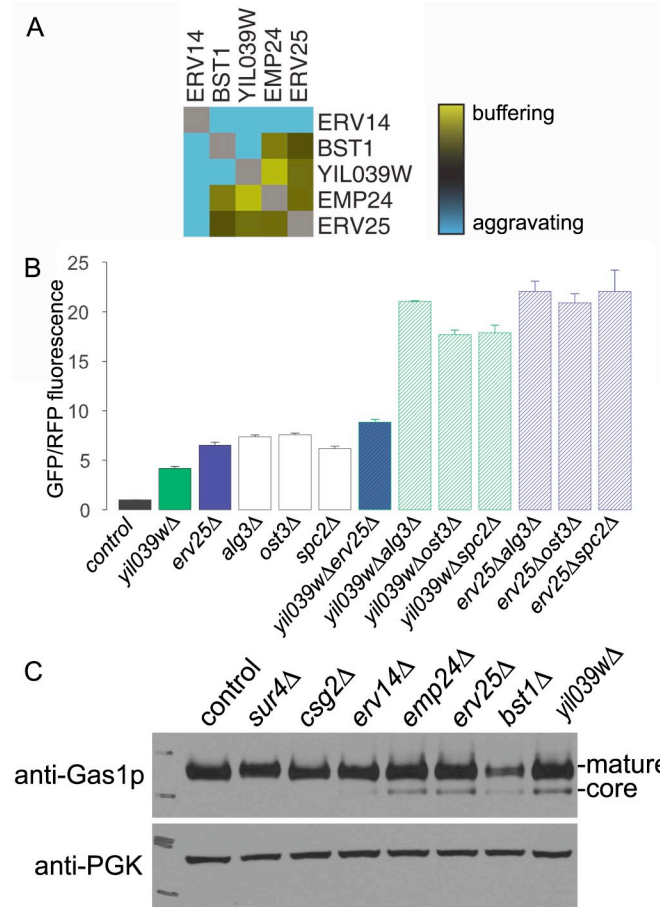 A
ERV14
BST1
YIL039W
EMP24
ERV25
ERV14
BST1
YIL039W
EMP24
ERV25
buffering
aggravating
B
GFP/RFP fluorescence
25
20
15
10
5
0
control
yil039wΔ
erv25Δ
alg3Δ
ost3Δ
spc2Δ
yil039wΔerv25Δ
yil039wΔalg3Δ
yil039wΔost3Δ
yil039wΔspc2Δ
erv25Δalg3Δ
erv25Δost3Δ
erv25Δspc2Δ
C
control
sur4Δ
csg2Δ
erv14Δ
emp24Δ
erv25Δ
bst1Δ
yil039wΔ
anti-Gas1p
-mature
-core
anti-PGK